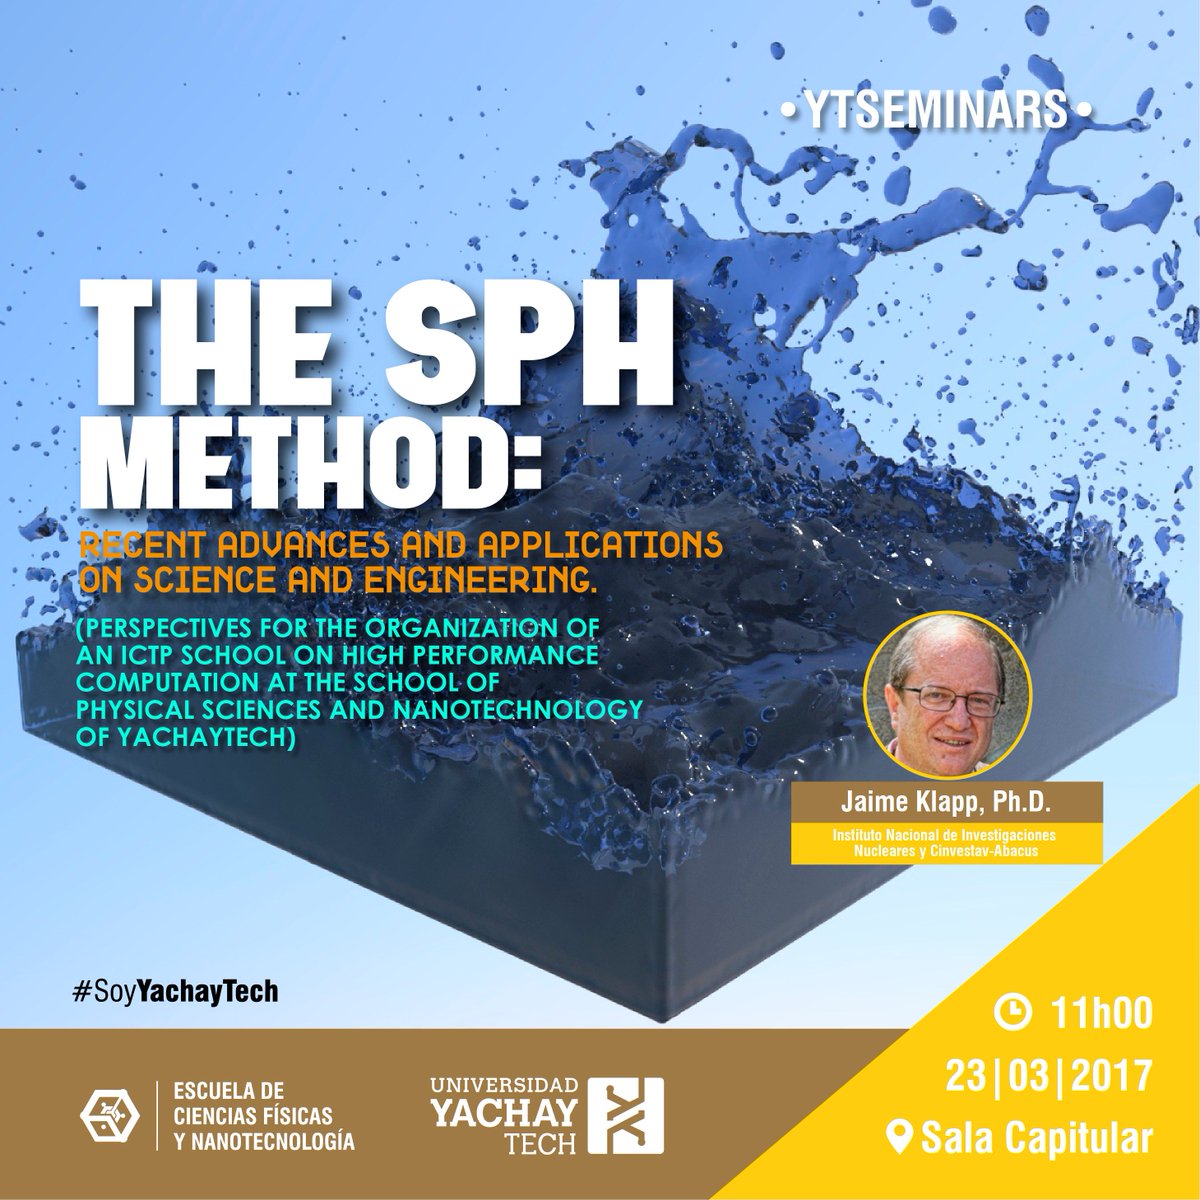 •YTSEMINARS•
THE SPH
METHOD:
RECENT ADVANCES AND APPLICATIONS
ON SCIENCE AND ENGINEERING.
(PERSPECTIVES FOR THE ORGANIZATION OF
AN ICTP SCHOOL ON HIGH PERFORMANCE
COMPUTATION AT THE SCHOOL OF
PHYSICAL SCIENCES AND NANOTECHNOLOGY
OF YACHAYTECH)
Jaime Klapp, Ph.D.
Instituto Nacional de Investigaciones
Nucleares y Cinvestav-Abacus
#SoyYachayTech
11h00
23|03|2017
Sala Capitular
ESCUELA DE
CIENCIAS FÍSICAS
Y NANOTECNOLOGÍA
UNIVERSIDAD
YACHAY
TECH